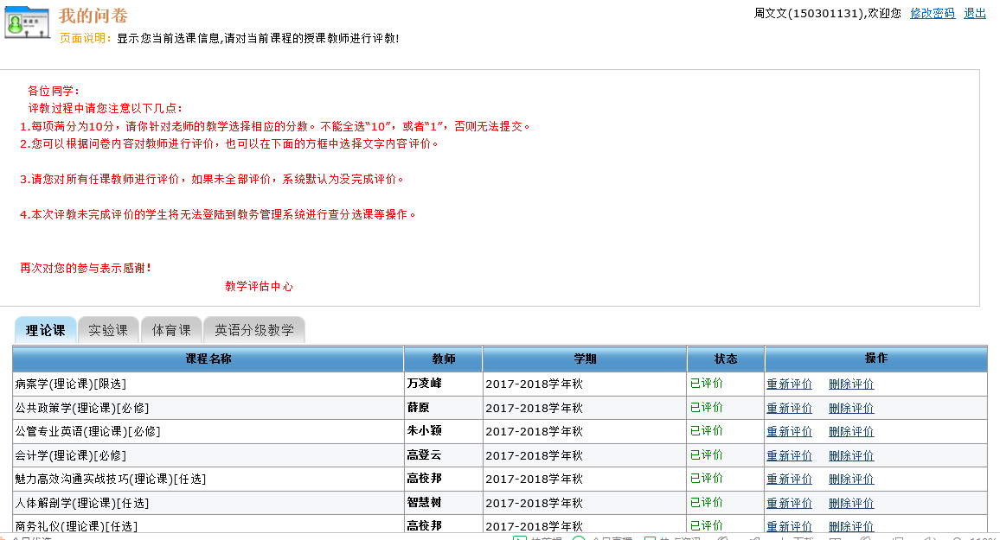 我的问卷
周文文(150301131),欢迎您 修改密码 退出
页面说明：显示您当前选课信息,请对当前课程的授课教师进行评教!
各位同学：
评教过程中请您注意以下几点：
1.每项满分为10分，请你针对老师的教学选择相应的分数。不能全选“10”，或者“1”，否则无法提交。
2.您可以根据问卷内容对教师进行评价，也可以在下面的方框中选择文字内容评价。
3.请您对所有任课教师进行评价，如果未全部评价，系统默认为没完成评价。
4.本次评教未完成评价的学生将无法登陆到教务管理系统进行查分选课等操作。
再次对您的参与表示感谢！
教学评估中心
理论课 实验课 体育课 英语分级教学
课程名称 教师 学期 状态 操作
病案学(理论课)[限选] 万凌峰 2017-2018学年秋 已评价 重新评价 删除评价
公共政策学(理论课)[必修] 薛原 2017-2018学年秋 已评价 重新评价 删除评价
公管专业英语(理论课)[必修] 朱小颖 2017-2018学年秋 已评价 重新评价 删除评价
会计学(理论课)[必修] 高登云 2017-2018学年秋 已评价 重新评价 删除评价
魅力高效沟通实战技巧(理论课)[任选] 高校邦 2017-2018学年秋 已评价 重新评价 删除评价
人体解剖学(理论课)[任选] 智慧树 2017-2018学年秋 已评价 重新评价 删除评价
商务礼仪(理论课)[任选] 高校邦 2017-2018学年秋 已评价 重新评价 删除评价